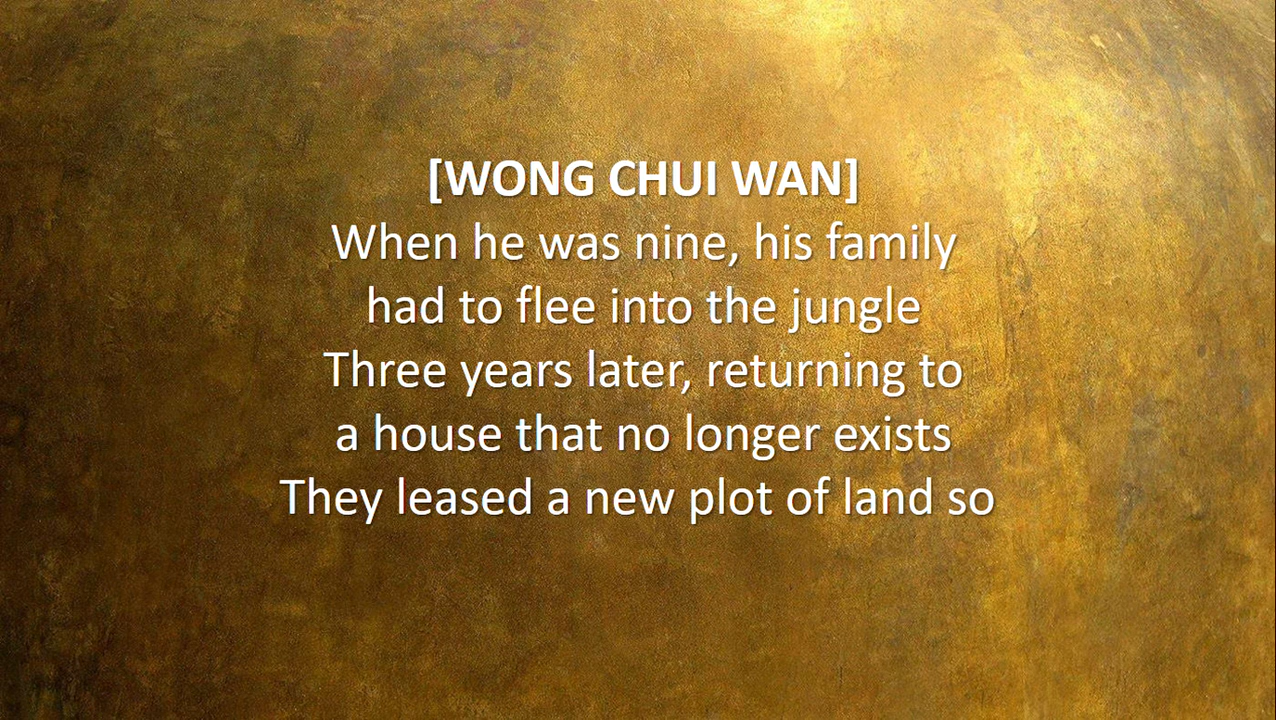 [WONG CHUI WAN]
When he was nine, his family
had to flee into the jungle
Three years later, returning to
a house that no longer exists
They leased a new plot of land so